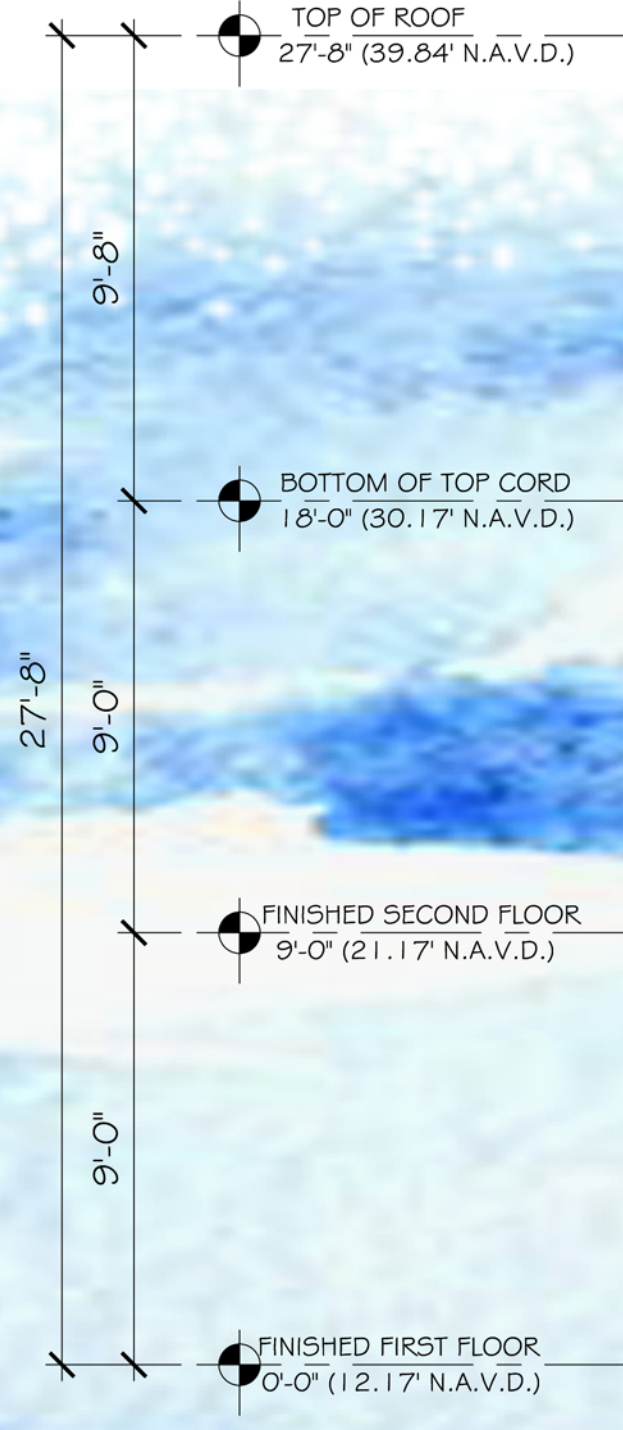 TOP OF ROOF
27'-8" (39.84' N.A.V.D.)
9'-8"
BOTTOM OF TOP CORD
18'-0" (30.17' N.A.V.D.)
27'-8"
9'-0"
FINISHED SECOND FLOOR
9'-0" (21.17' N.A.V.D.)
9'-0"
FINISHED FIRST FLOOR
0'-0" (12.17' N.A.V.D.)